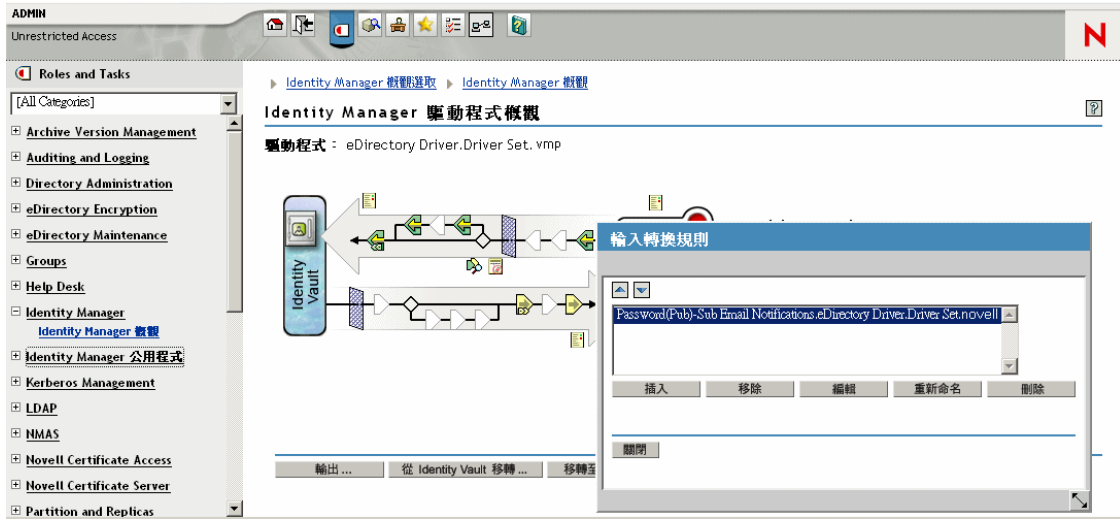 ADMIN
Unrestricted Access
N
Roles and Tasks
[All Categories]
Archive Version Management
Auditing and Logging
Directory Administration
eDirectory Encryption
eDirectory Maintenance
Groups
Help Desk
Identity Manager
Identity Manager 概觀
Identity Manager 公用程式
Kerberos Management
LDAP
NMAS
Novell Certificate Access
Novell Certificate Server
Partition and Replicas
Identity Manager 概觀選取
Identity Manager 概觀
Identity Manager 驅動程式概觀
驅動程式： eDirectory Driver.Driver Set. vmp
Identity Vault
輸出 ...
從 Identity Vault 移轉 ...
移轉至
輸入轉換規則
Password(Pub)-Sub Email Notifications.eDirectory Driver.Driver Set.novell
插入
移除
編輯
重新命名
刪除
關閉